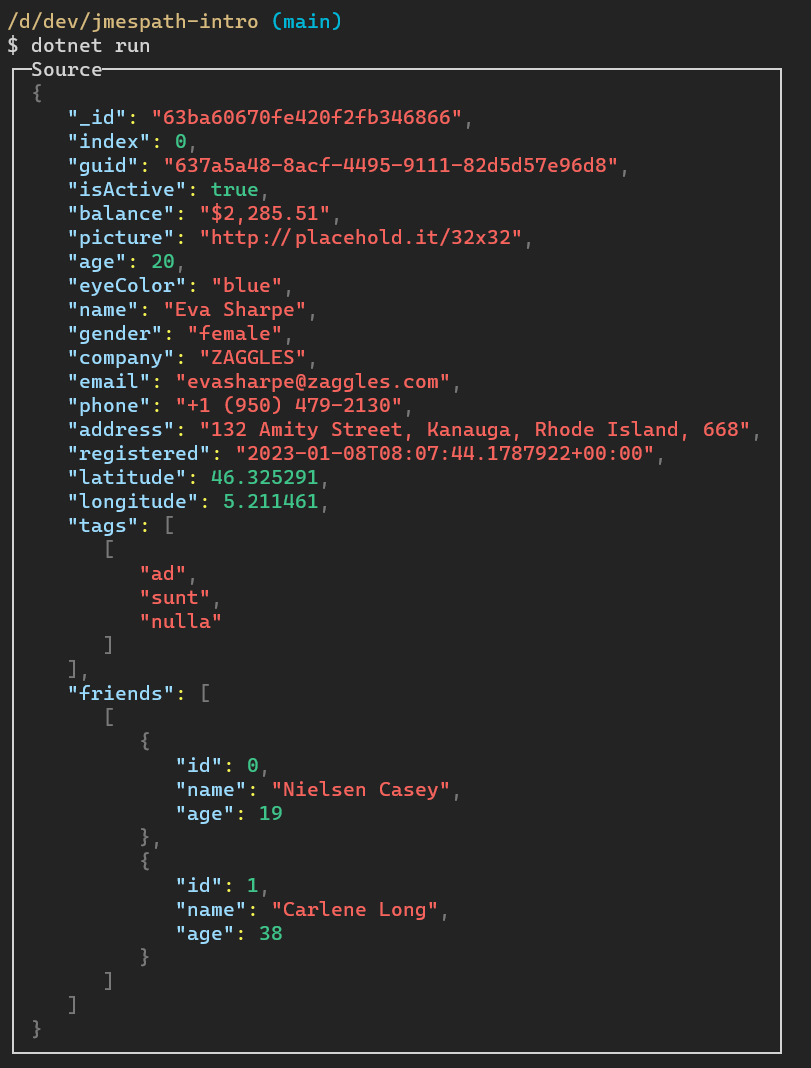 /d/dev/jmespath-intro (main)
$ dotnet run
Source
{
   "_id": "63ba60670fe420f2fb346866",
   "index": 0,
   "guid": "637a5a48-8acf-4495-9111-82d5d57e96d8",
   "isActive": true,
   "balance": "$2,285.51",
   "picture": "http://placehold.it/32x32",
   "age": 20,
   "eyeColor": "blue",
   "name": "Eva Sharpe",
   "gender": "female",
   "company": "ZAGGLES",
   "email": "evasharpe@zaggles.com",
   "phone": "+1 (950) 479-2130",
   "address": "132 Amity Street, Kanauga, Rhode Island, 668",
   "registered": "2023-01-08T08:07:44.1787922+00:00",
   "latitude": 46.325291,
   "longitude": 5.211461,
   "tags": [
      [
         "ad",
         "sunt",
         "nulla"
      ]
   ],
   "friends": [
      [
         {
            "id": 0,
            "name": "Nielsen Casey",
            "age": 19
         },
         {
            "id": 1,
            "name": "Carlene Long",
            "age": 38
         }
      ]
   ]
}